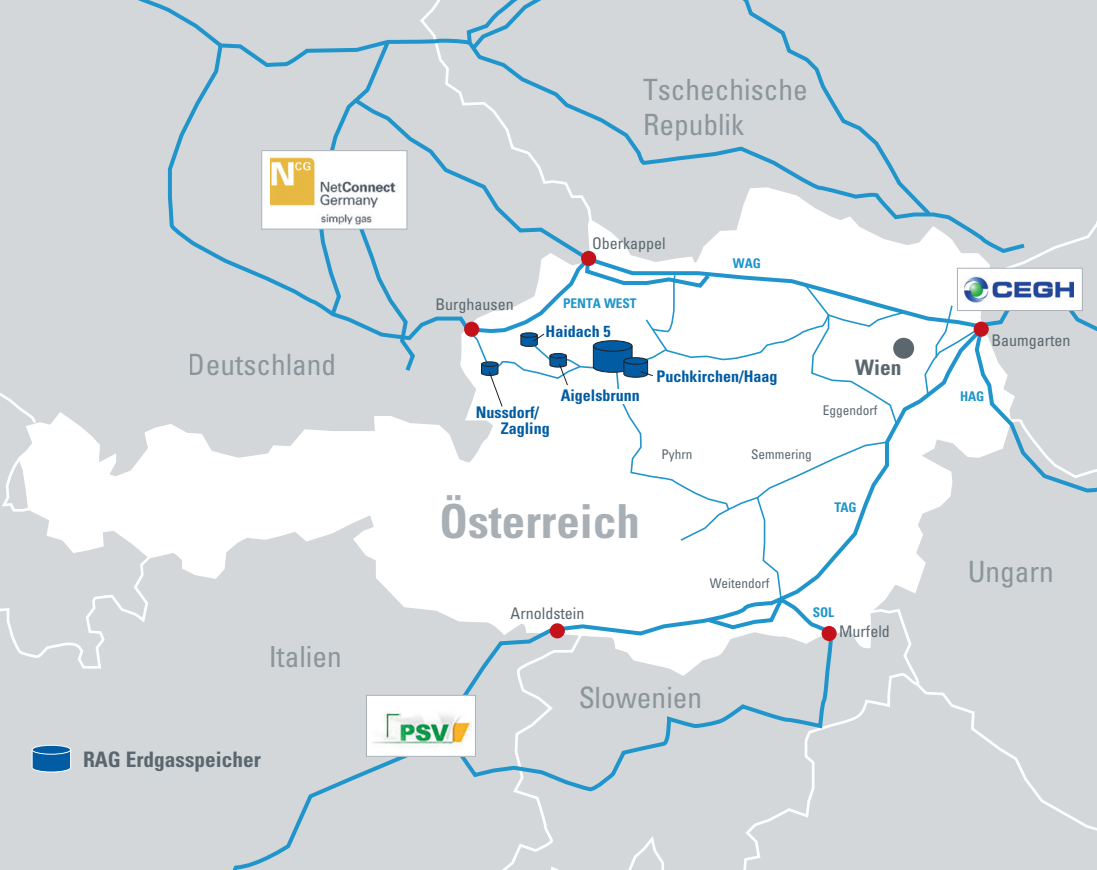 Tschechische
Republik
N CG
NetConnect
Germany
simply gas
Oberkappel
WAG
CEGH
Burghausen
PENTA WEST
Haidach 5
Baumgarten
Deutschland
Wien
Puchkirchen/Haag
Aigelsbrunn
HAG
Nussdorf/
Zagling
Eggendorf
Pyhrn
Semmering
Österreich
TAG
Ungarn
Weitendorf
Arnoldstein
SOL
Murfeld
Italien
Slowenien
PSV
RAG Erdgasspeicher